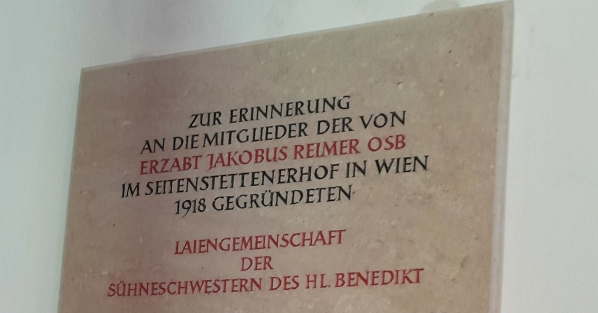 ZUR ERINNERUNG
AN DIE MITGLIEDER DER VON
ERZABT JAKOBUS REIMER OSB
IM SEITENSTETTENERHOF IN WIEN
1918 GEGRÜNDETEN
LAIENGEMEINSCHAFT
DER
SÜHNESCHWESTERN DES HL. BENEDIKT